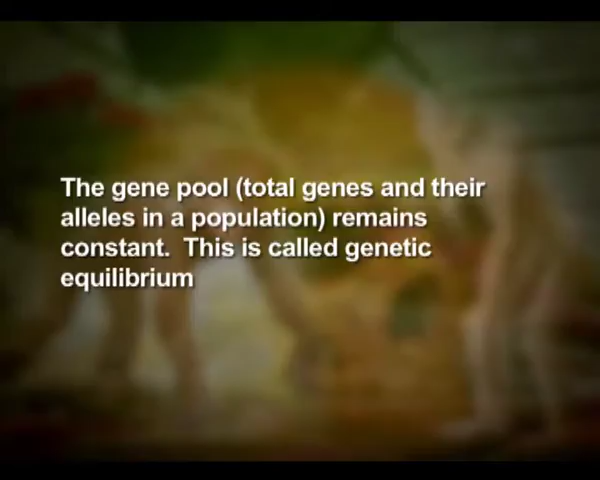 The gene pool (total genes and their
alleles in a population) remains
constant.  This is called genetic
equilibrium